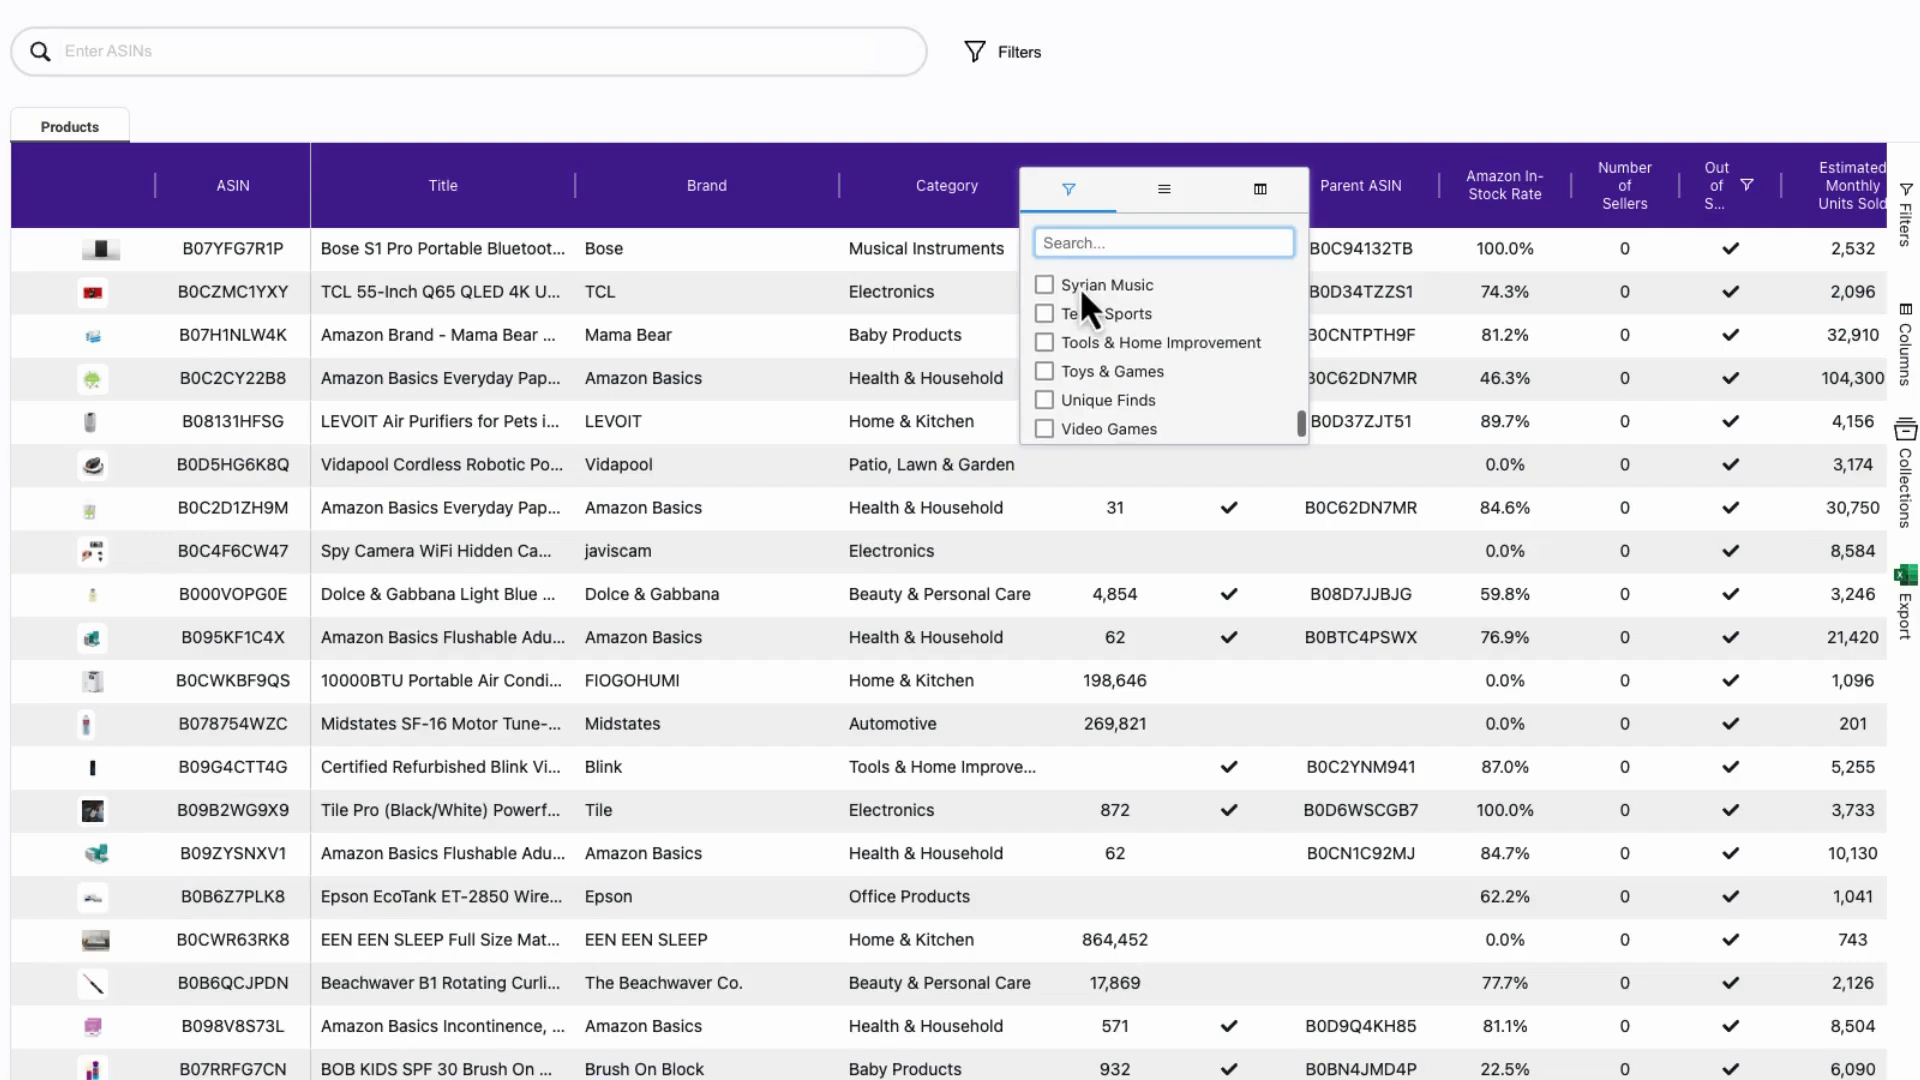 Enter ASINs
Filters
Products
ASIN Title Brand Category Parent ASIN Amazon In-Stock Rate Number of Sellers Out of S... Estimated Monthly Units Sold
Search...
Syrian Music
Sports
Tools & Home Improvement
Toys & Games
Unique Finds
Video Games
B07YFG7R1P Bose S1 Pro Portable Bluetoot... Bose Musical Instruments B0C94132TB 100.0% 0 2,532
B0CZMC1YXY TCL 55-Inch Q65 QLED 4K U... TCL Electronics B0D34TZZS1 74.3% 0 2,096
B07H1NLW4K Amazon Brand - Mama Bear ... Mama Bear Baby Products B0CNTPTH9F 81.2% 0 32,910
B0C2CY22B8 Amazon Basics Everyday Pap... Amazon Basics Health & Household B0C62DN7MR 46.3% 0 104,300
B08131HFSG LEVOIT Air Purifiers for Pets i... LEVOIT Home & Kitchen B0D37ZJT51 89.7% 0 4,156
B0D5HG6K8Q Vidapool Cordless Robotic Po... Vidapool Patio, Lawn & Garden 0.0% 0 3,174
B0C2D1ZH9M Amazon Basics Everyday Pap... Amazon Basics Health & Household 31 B0C62DN7MR 84.6% 0 30,750
B0C4F6CW47 Spy Camera WiFi Hidden Ca... javiscam Electronics 0.0% 0 8,584
B000VOPG0E Dolce & Gabbana Light Blue ... Dolce & Gabbana Beauty & Personal Care 4,854 B08D7JJBJG 59.8% 0 3,246
B095KF1C4X Amazon Basics Flushable Adu... Amazon Basics Health & Household 62 B0BTC4PSWX 76.9% 0 21,420
B0CWKBF9QS 10000BTU Portable Air Condi... FIOGOHUMI Home & Kitchen 198,646 0.0% 0 1,096
B078754WZC Midstates SF-16 Motor Tune-... Midstates Automotive 269,821 0.0% 0 201
B09G4CTT4G Certified Refurbished Blink Vi... Blink Tools & Home Improve... B0C2YNM941 87.0% 0 5,255
B09B2WG9X9 Tile Pro (Black/White) Powerf... Tile Electronics 872 B0D6WSCGB7 100.0% 0 3,733
B09ZYSNXV1 Amazon Basics Flushable Adu... Amazon Basics Health & Household 62 B0CN1C92MJ 84.7% 0 10,130
B0B6Z7PLK8 Epson EcoTank ET-2850 Wire... Epson Office Products 62.2% 0 1,041
B0CWR63RK8 EEN EEN SLEEP Full Size Mat... EEN EEN SLEEP Home & Kitchen 864,452 0.0% 0 743
B0B6QCJPDN Beachwaver B1 Rotating Curli... The Beachwaver Co. Beauty & Personal Care 17,869 77.7% 0 2,126
B098V8S73L Amazon Basics Incontinence, ... Amazon Basics Health & Household 571 B0D9Q4KH85 81.1% 0 8,504
B07RRFG7CN BOB KIDS SPF 30 Brush On ... Brush On Block Baby Products 932 B0BN4JMD4P 22.5% 0 6,090
Filters
Columns
Collections
Export